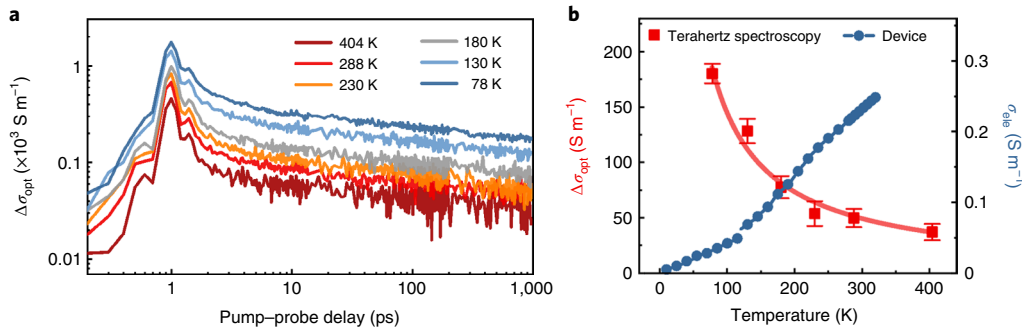 a
Δσopt (×10³ S m⁻¹)
1
0.1
0.01
404 K
288 K
230 K
180 K
130 K
78 K
1
10
100
1,000
Pump–probe delay (ps)
b
Δσopt (S m⁻¹)
200
150
100
50
0
Terahertz spectroscopy
Device
0.3
0.2
0.1
0
σele (S m⁻¹)
0
100
200
300
400
Temperature (K)